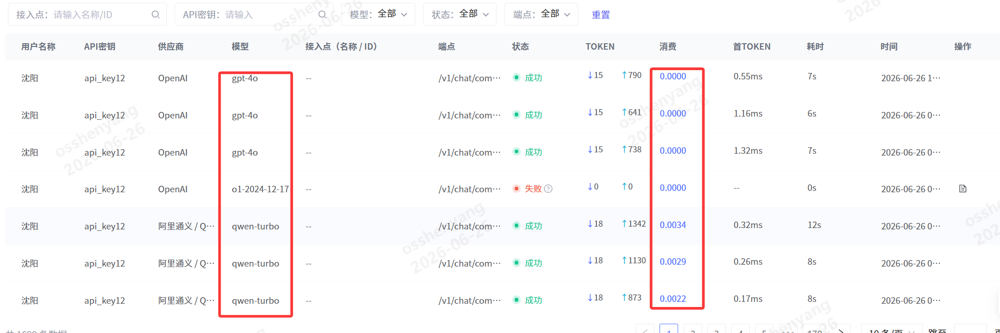 接入点： 请输入名称/ID API密钥： 请输入 模型： 全部 状态： 全部 端点： 全部 重置
用户名称 API密钥 供应商 模型 接入点（名称 / ID） 端点 状态 TOKEN 消费 首TOKEN 耗时 时间 操作
沈阳 api_key12 OpenAI gpt-4o -- /v1/chat/com··· 成功 ↓15 ↑790 0.0000 0.55ms 7s 2026-06-26 1···
沈阳 api_key12 OpenAI gpt-4o -- /v1/chat/com··· 成功 ↓15 ↑641 0.0000 1.16ms 6s 2026-06-26 0···
沈阳 api_key12 OpenAI gpt-4o -- /v1/chat/com··· 成功 ↓15 ↑738 0.0000 1.32ms 7s 2026-06-26 0···
沈阳 api_key12 OpenAI o1-2024-12-17 -- /v1/chat/com··· 失败 ↓0 ↑0 0.0000 -- 0s 2026-06-26 0···
沈阳 api_key12 阿里通义 / Q··· qwen-turbo -- /v1/chat/com··· 成功 ↓18 ↑1342 0.0034 0.32ms 12s 2026-06-26 0···
沈阳 api_key12 阿里通义 / Q··· qwen-turbo -- /v1/chat/com··· 成功 ↓18 ↑1130 0.0029 0.26ms 8s 2026-06-26 0···
沈阳 api_key12 阿里通义 / Q··· qwen-turbo -- /v1/chat/com··· 成功 ↓18 ↑873 0.0022 0.17ms 8s 2026-06-26 0···
1 2 3 4 5 ··· 170 10 条/页 跳至
osshenyang
2026-06-26